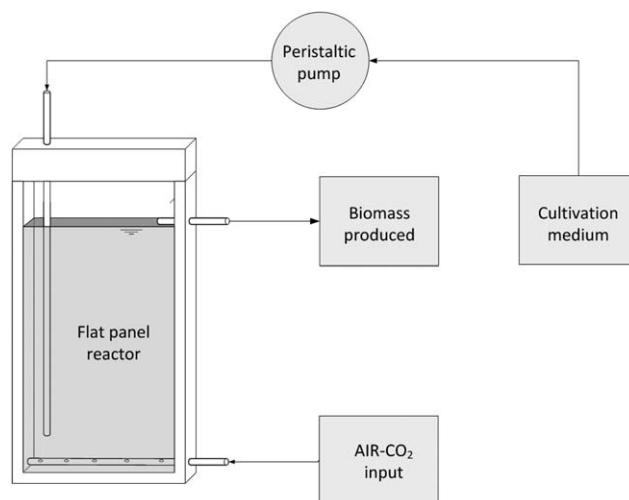 Peristaltic
pump
Biomass
produced
Cultivation
medium
Flat panel
reactor
AIR-CO₂
input